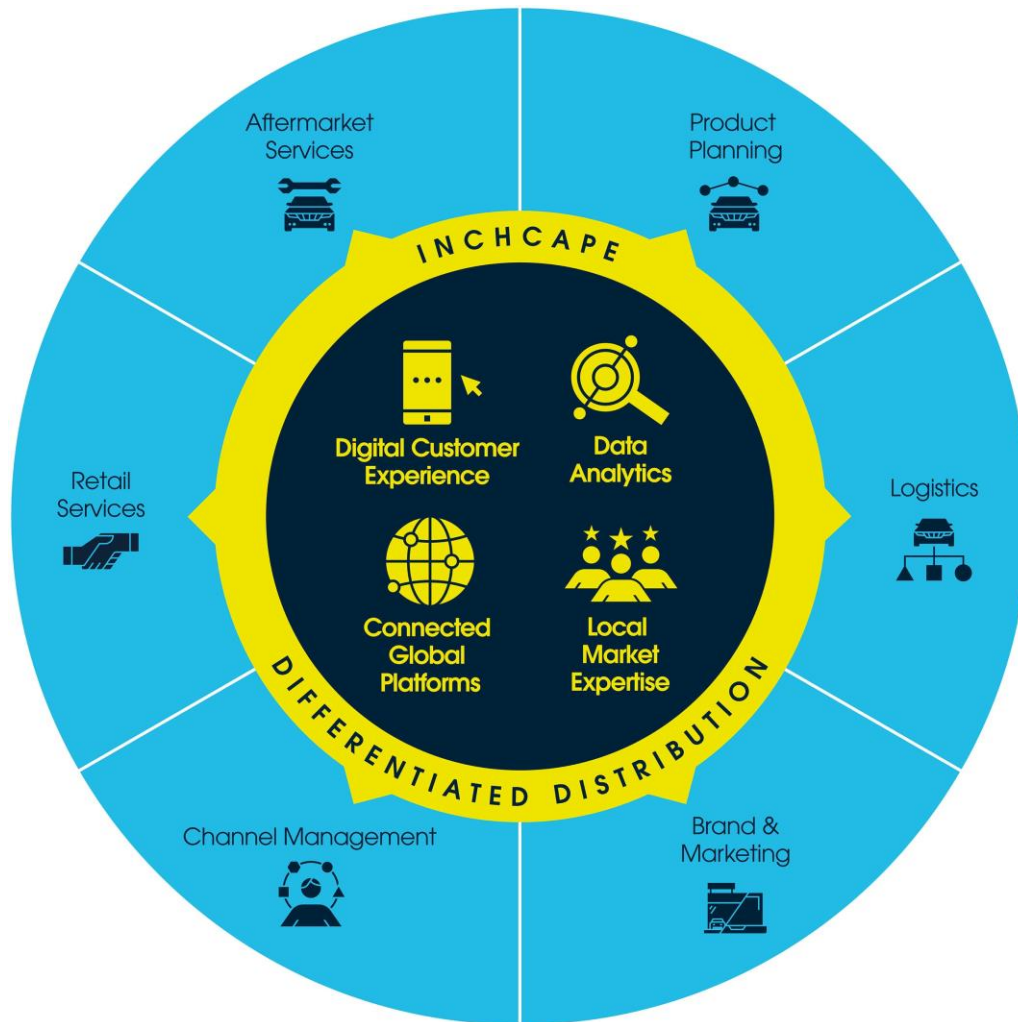 Aftermarket
Services
Product
Planning
INCHCAPE
Digital Customer
Experience
Data
Analytics
Retail
Services
Logistics
Connected
Global
Platforms
Local
Market
Expertise
DIFFERENTIATED DISTRIBUTION
Channel Management
Brand &
Marketing